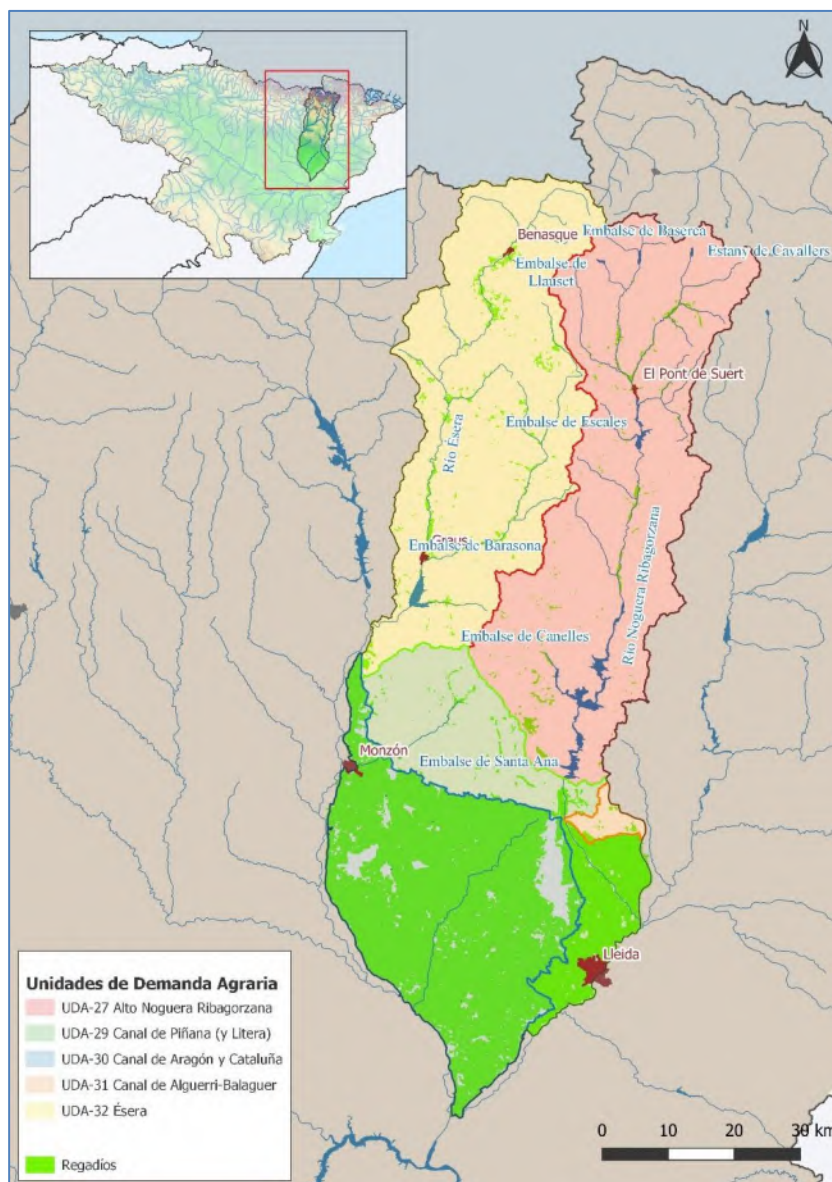 N
Benasque
Embalse de Baserca
Estany de Cavallers
Embalse de
Llauset
El Pont de Suert
Embalse de Escales
Río Esera
Río Noguera Ribagorzana
Graus
Embalse de Barasona
Embalse de Canelles
Monzón
Embalse de Santa Ana
Lleida
Unidades de Demanda Agraria
UDA-27 Alto Noguera Ribagorzana
UDA-29 Canal de Piñana (y Litera)
UDA-30 Canal de Aragón y Cataluña
UDA-31 Canal de Alguerri-Balaguer
UDA-32 Ésera
Regadíos
0 10 20 30 km